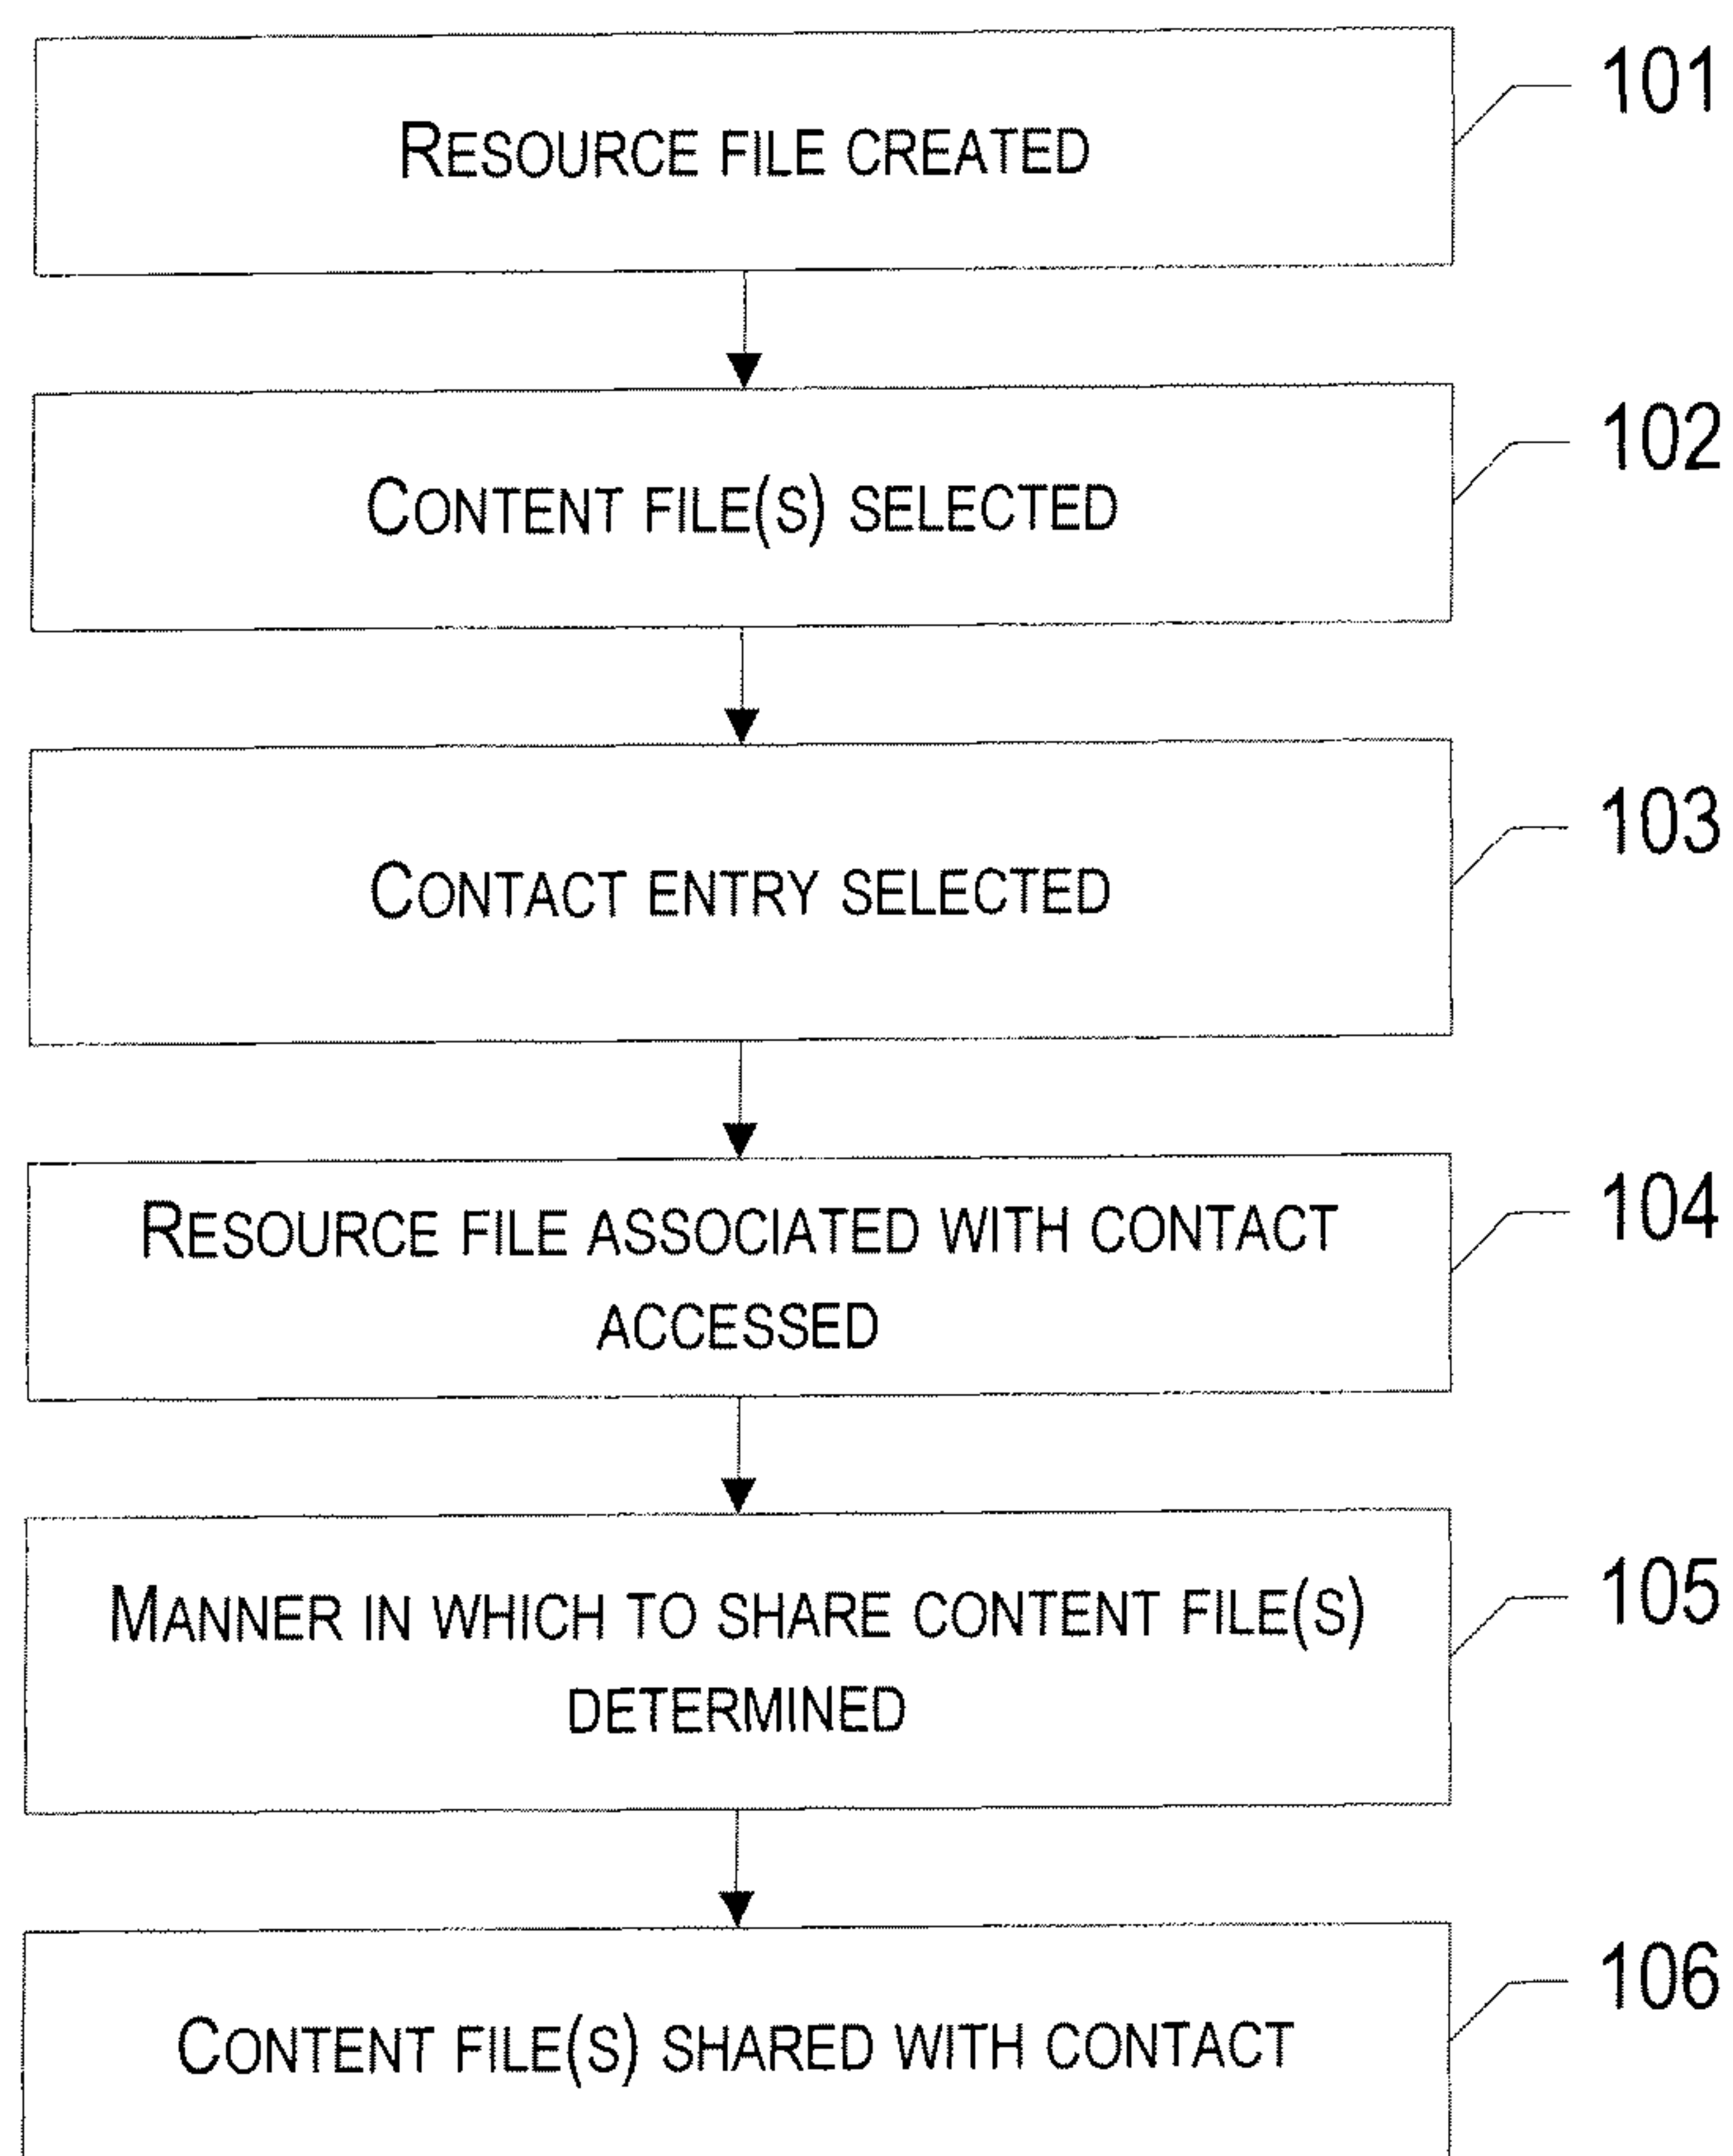 RESOURCE FILE CREATED
101
CONTENT FILE(S) SELECTED
102
CONTACT ENTRY SELECTED
103
RESOURCE FILE ASSOCIATED WITH CONTACT
ACCESSED
104
MANNER IN WHICH TO SHARE CONTENT FILE(S)
DETERMINED
105
CONTENT FILE(S) SHARED WITH CONTACT
106